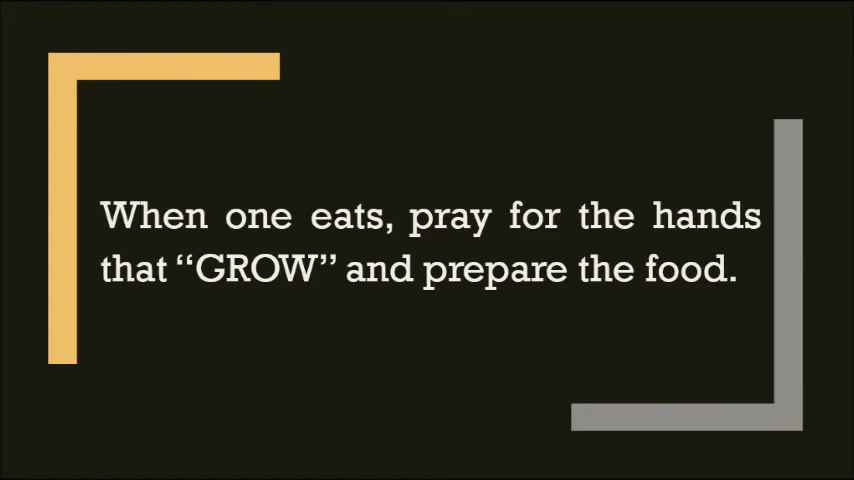 When one eats, pray for the hands
that “GROW” and prepare the food.